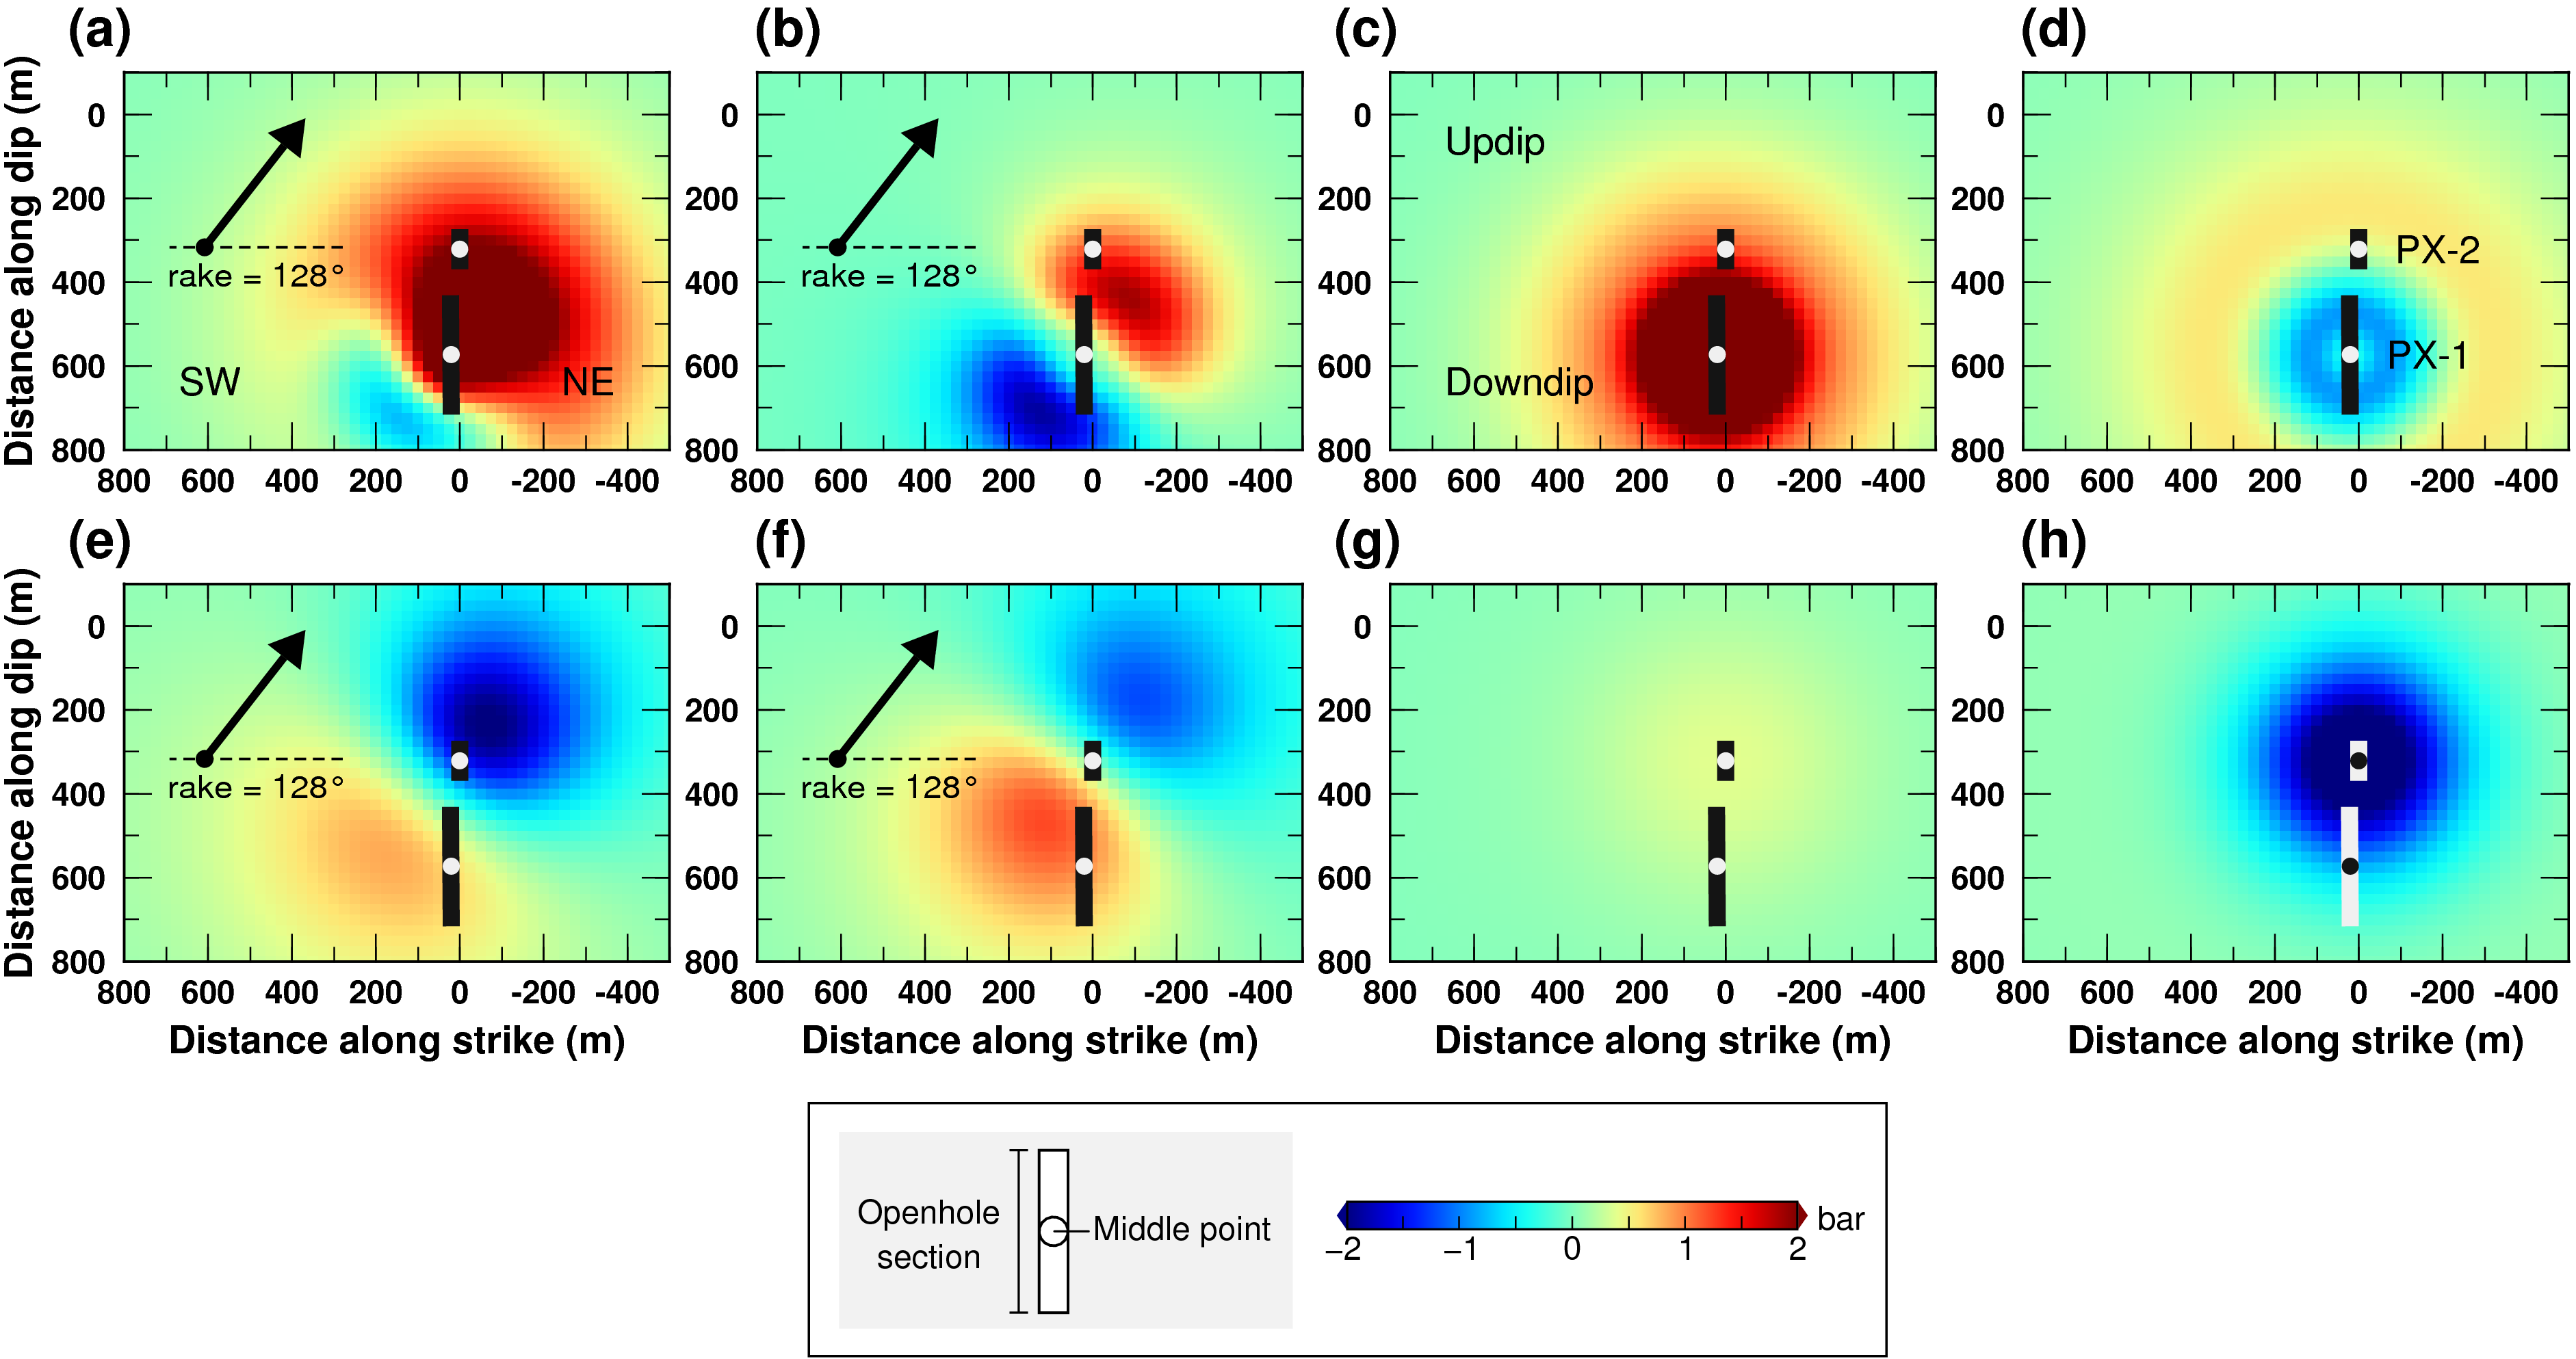 (a) (b) (c) (d)
Distance along dip (m)
0 0 0 0
200 200 200 200
400 400 400 400
600 600 600 600
800 800 800 800
rake = 128° rake = 128°
SW NE
Updip
Downdip
PX-2
PX-1
800 600 400 200 0 -200 -400 800 600 400 200 0 -200 -400 800 600 400 200 0 -200 -400 800 600 400 200 0 -200 -400
(e) (f) (g) (h)
Distance along dip (m)
0 0 0 0
200 200 200 200
400 400 400 400
600 600 600 600
800 800 800 800
rake = 128° rake = 128°
800 600 400 200 0 -200 -400 800 600 400 200 0 -200 -400 800 600 400 200 0 -200 -400 800 600 400 200 0 -200 -400
Distance along strike (m) Distance along strike (m) Distance along strike (m) Distance along strike (m)
Openhole
section
Middle point
bar
−2 −1 0 1 2